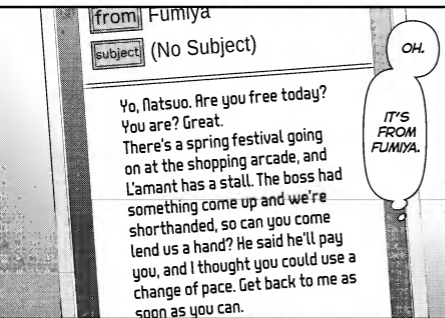 from Fumiya
subject (No Subject)
OH.
IT'S
FROM
FUMIYA.
Yo, Natsuo. Are you free today?
You are? Great.
There's a spring festival going
on at the shopping arcade, and
L'amant has a stall. The boss had
something come up and we're
shorthanded, so can you come
lend us a hand? He said he'll pay
you, and I thought you could use a
change of pace. Get back to me as
soon as you can.